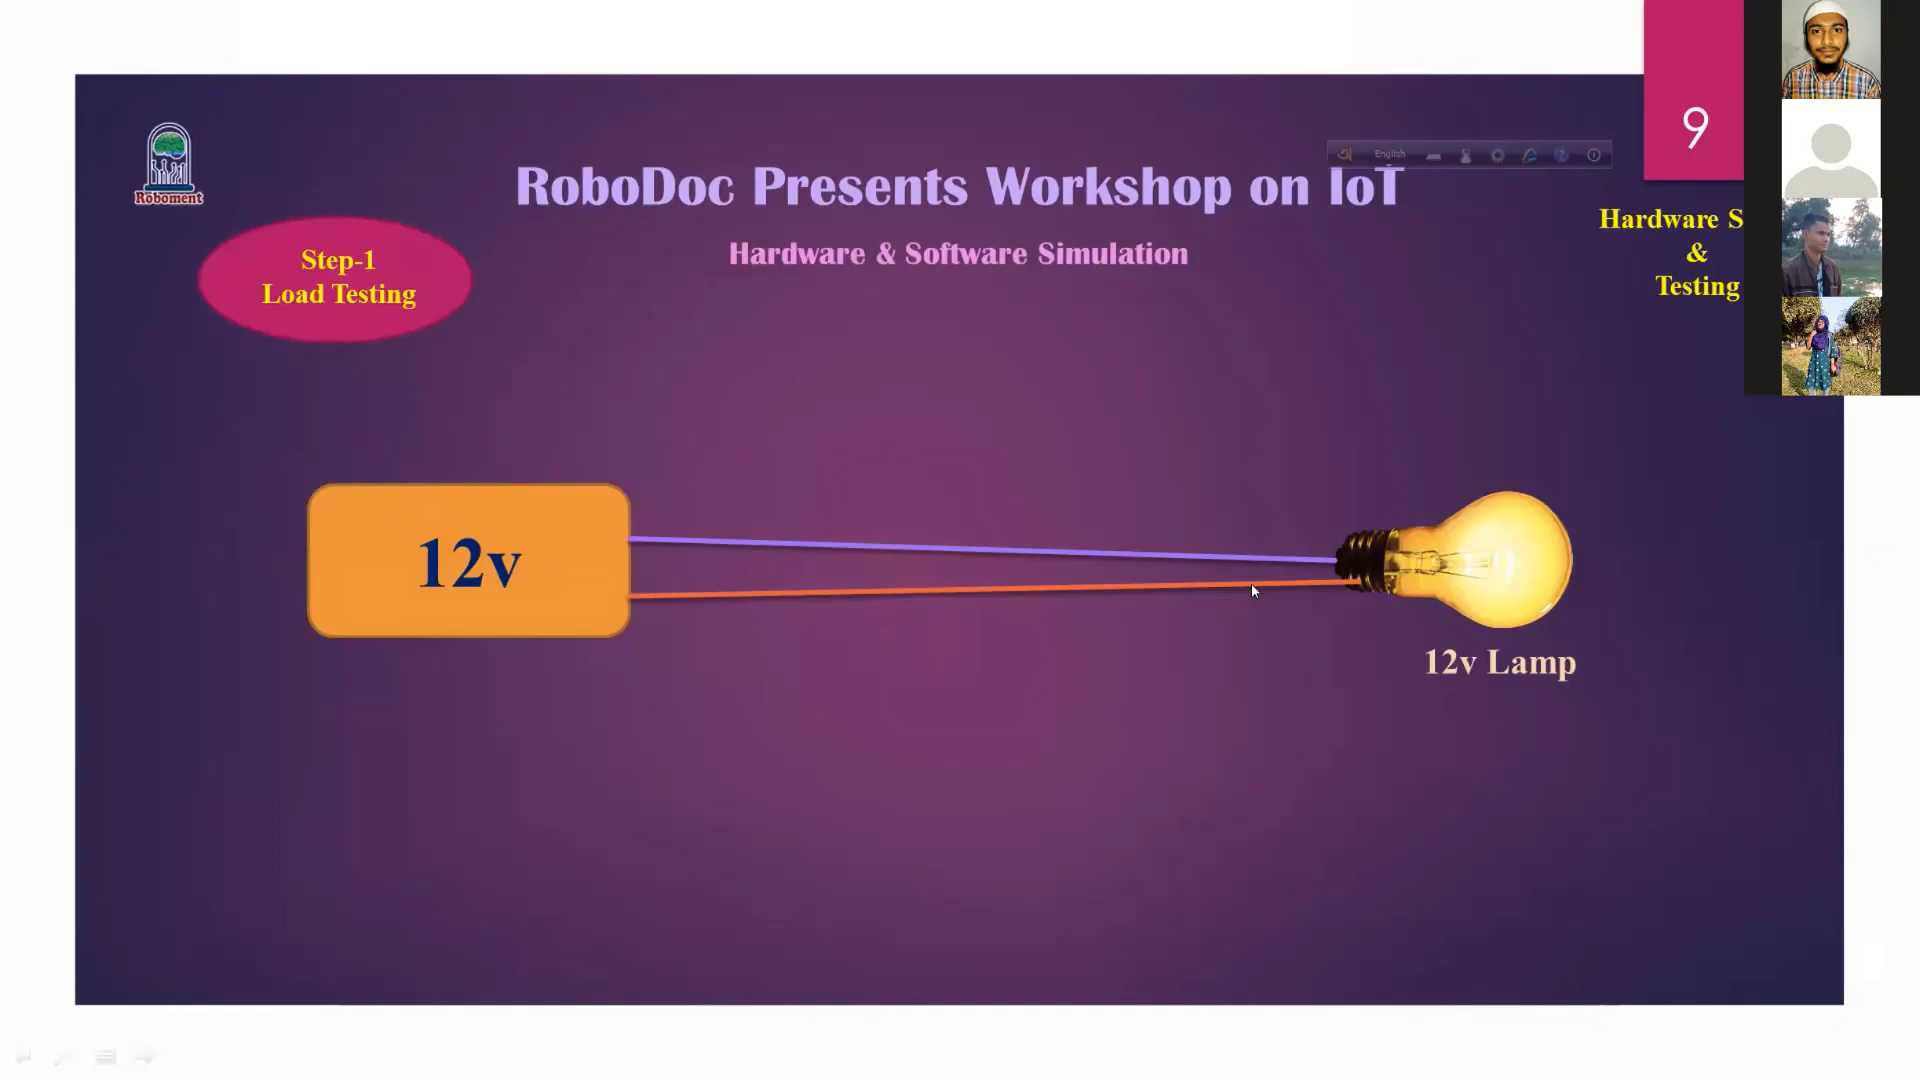 Roboment
RoboDoc Presents Workshop on IoT
Hardware & Software Simulation
Step-1
Load Testing
English
9
Hardware S
&
Testing
12v
12v Lamp